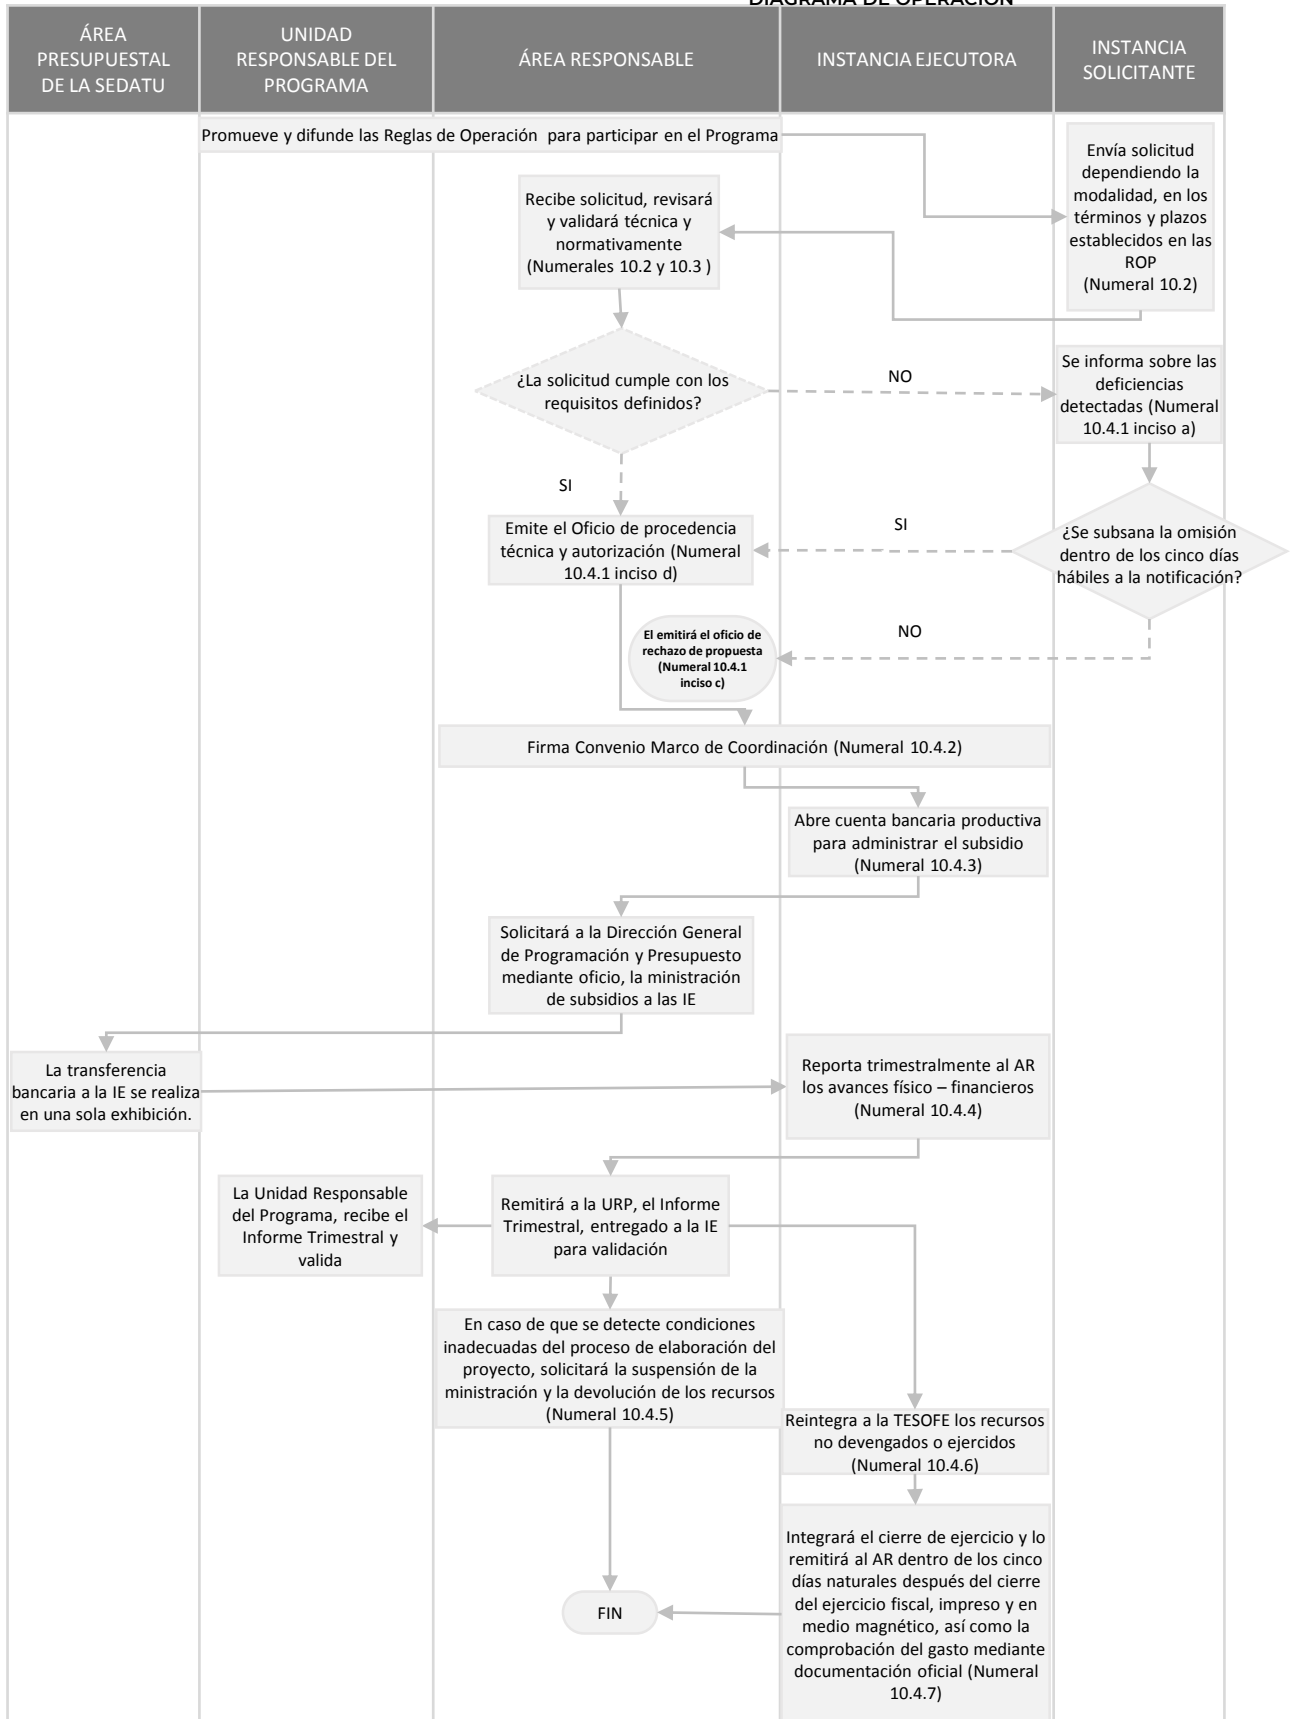 DIAGRAMA DE OPERACIÓN
ÁREA
PRESUPUESTAL
DE LA SEDATU
UNIDAD
RESPONSABLE DEL
PROGRAMA
ÁREA RESPONSABLE
INSTANCIA EJECUTORA
INSTANCIA
SOLICITANTE
Promueve y difunde las Reglas de Operación para participar en el Programa
Envía solicitud
dependiendo la
modalidad, en los
términos y plazos
establecidos en las
ROP
(Numeral 10.2)
Recibe solicitud, revisará
y validará técnica y
normativamente
(Numerales 10.2 y 10.3 )
¿La solicitud cumple con los
requisitos definidos?
NO
Se informa sobre las
deficiencias
detectadas (Numeral
10.4.1 inciso a)
SI
Emite el Oficio de procedencia
técnica y autorización (Numeral
10.4.1 inciso d)
SI
¿Se subsana la omisión
dentro de los cinco días
hábiles a la notificación?
NO
El emitirá el oficio de
rechazo de propuesta
(Numeral 10.4.1
inciso c)
Firma Convenio Marco de Coordinación (Numeral 10.4.2)
Abre cuenta bancaria productiva
para administrar el subsidio
(Numeral 10.4.3)
Solicitará a la Dirección General
de Programación y Presupuesto
mediante oficio, la ministración
de subsidios a las IE
La transferencia
bancaria a la IE se realiza
en una sola exhibición.
Reporta trimestralmente al AR
los avances físico – financieros
(Numeral 10.4.4)
La Unidad Responsable
del Programa, recibe el
Informe Trimestral y
valida
Remitirá a la URP, el Informe
Trimestral, entregado a la IE
para validación
En caso de que se detecte condiciones
inadecuadas del proceso de elaboración del
proyecto, solicitará la suspensión de la
ministración y la devolución de los recursos
(Numeral 10.4.5)
Reintegra a la TESOFE los recursos
no devengados o ejercidos
(Numeral 10.4.6)
Integrará el cierre de ejercicio y lo
remitirá al AR dentro de los cinco
días naturales después del cierre
del ejercicio fiscal, impreso y en
medio magnético, así como la
comprobación del gasto mediante
documentación oficial (Numeral
10.4.7)
FIN